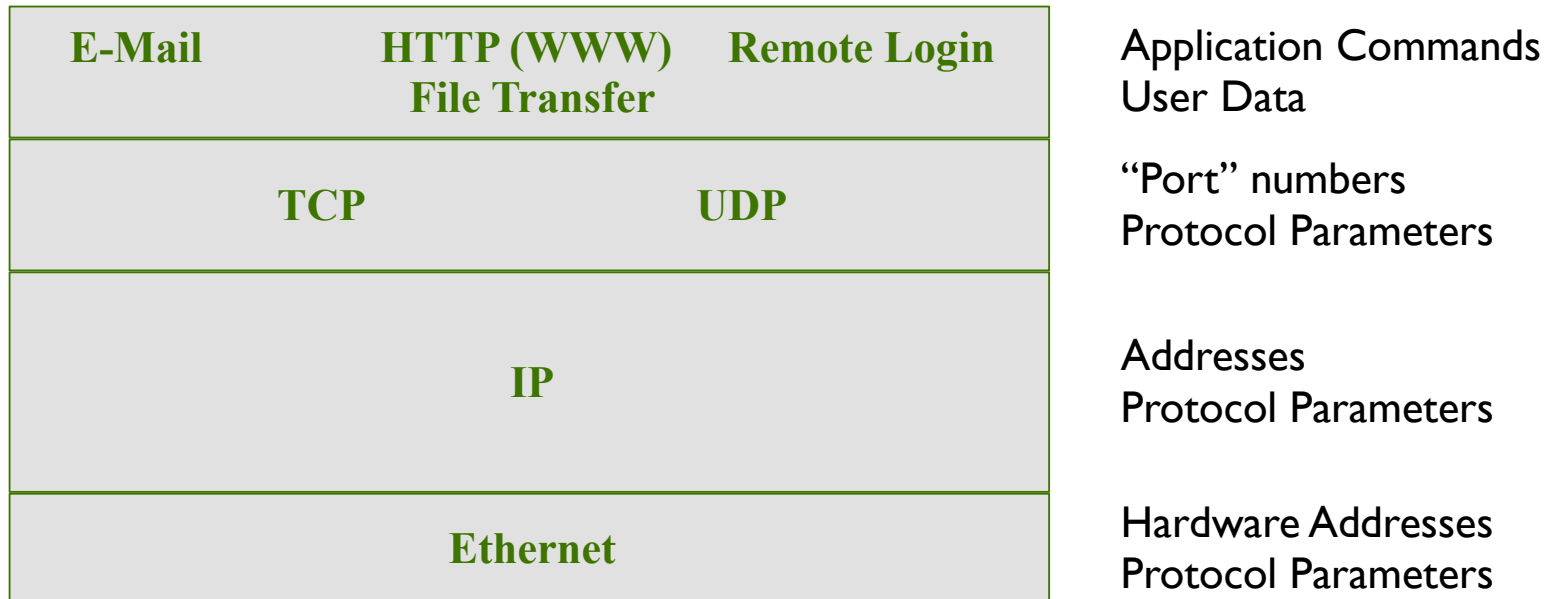 E-Mail HTTP (WWW) Remote Login
File Transfer
Application Commands
User Data
TCP UDP
“Port” numbers
Protocol Parameters
IP
Addresses
Protocol Parameters
Ethernet
Hardware Addresses
Protocol Parameters